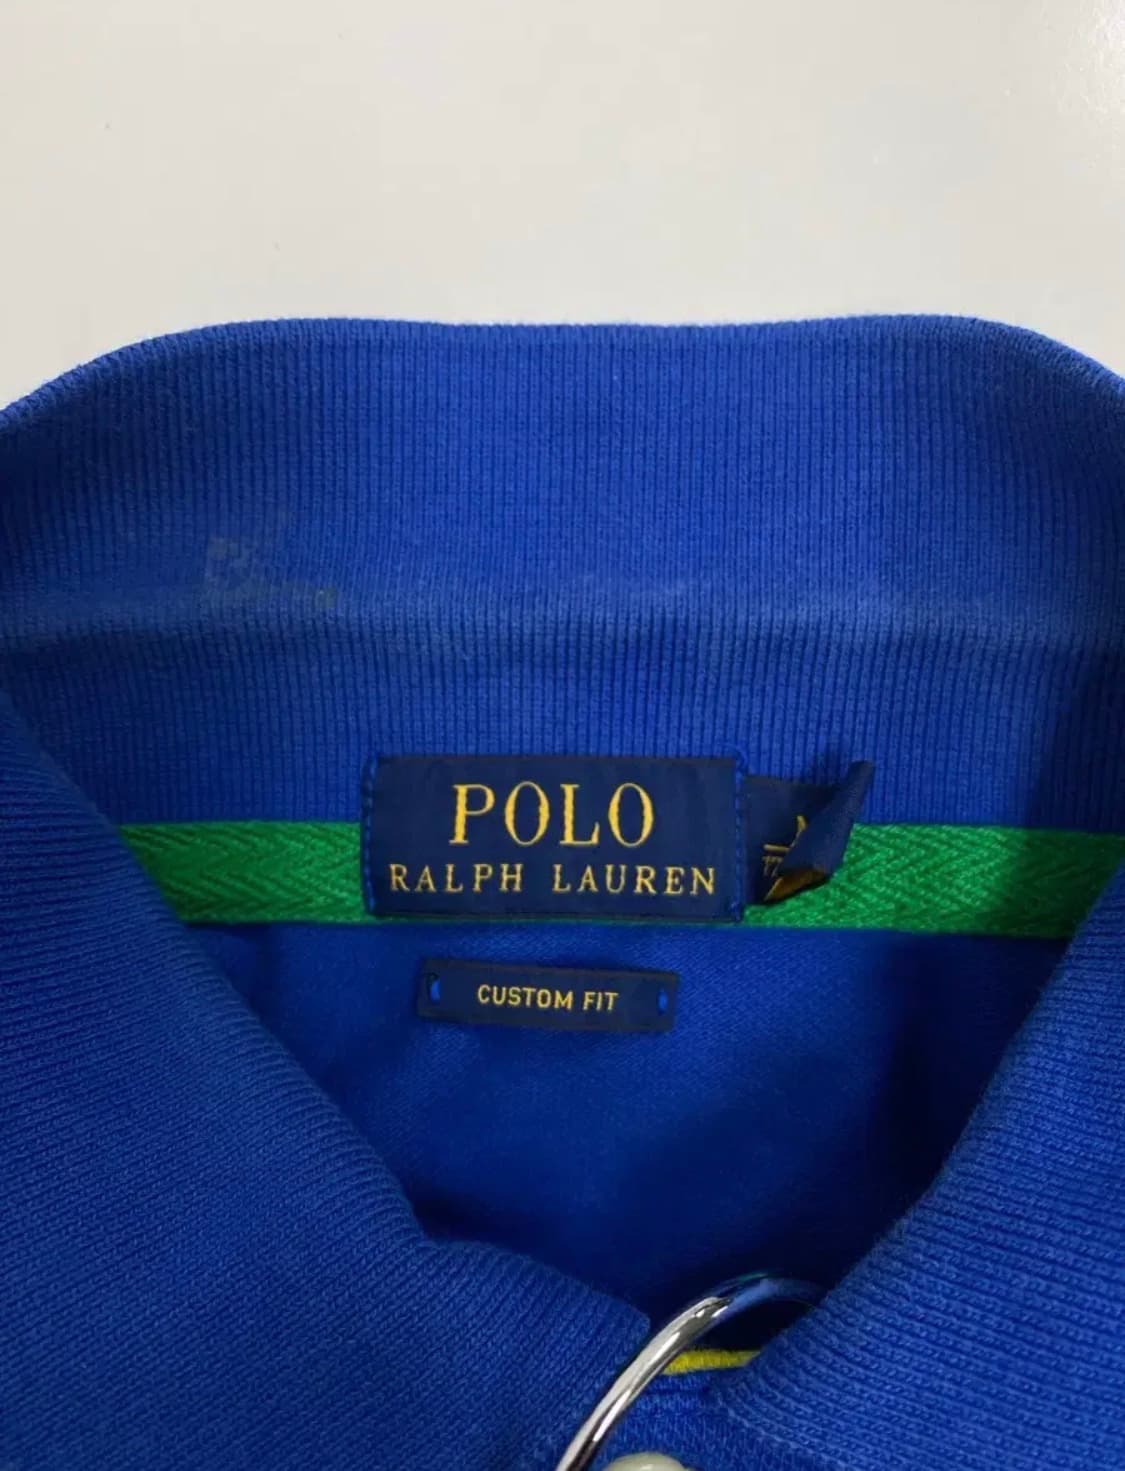 POLO
RALPH LAUREN
CUSTOM FIT